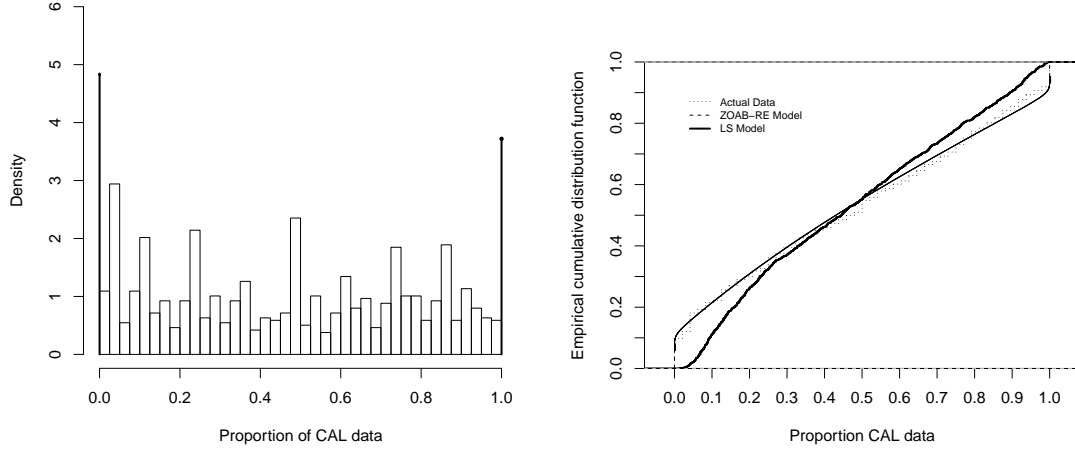 Density
6
5
4
3
2
1
0
0.0 0.2 0.4 0.6 0.8 1.0
Proportion of CAL data
Empirical cumulative distribution function
1.0
0.8
0.6
0.4
0.2
0.0
Actual Data
ZOAB−RE Model
LS Model
0.0 0.1 0.2 0.3 0.4 0.5 0.6 0.7 0.8 0.9 1.0
Proportion CAL data